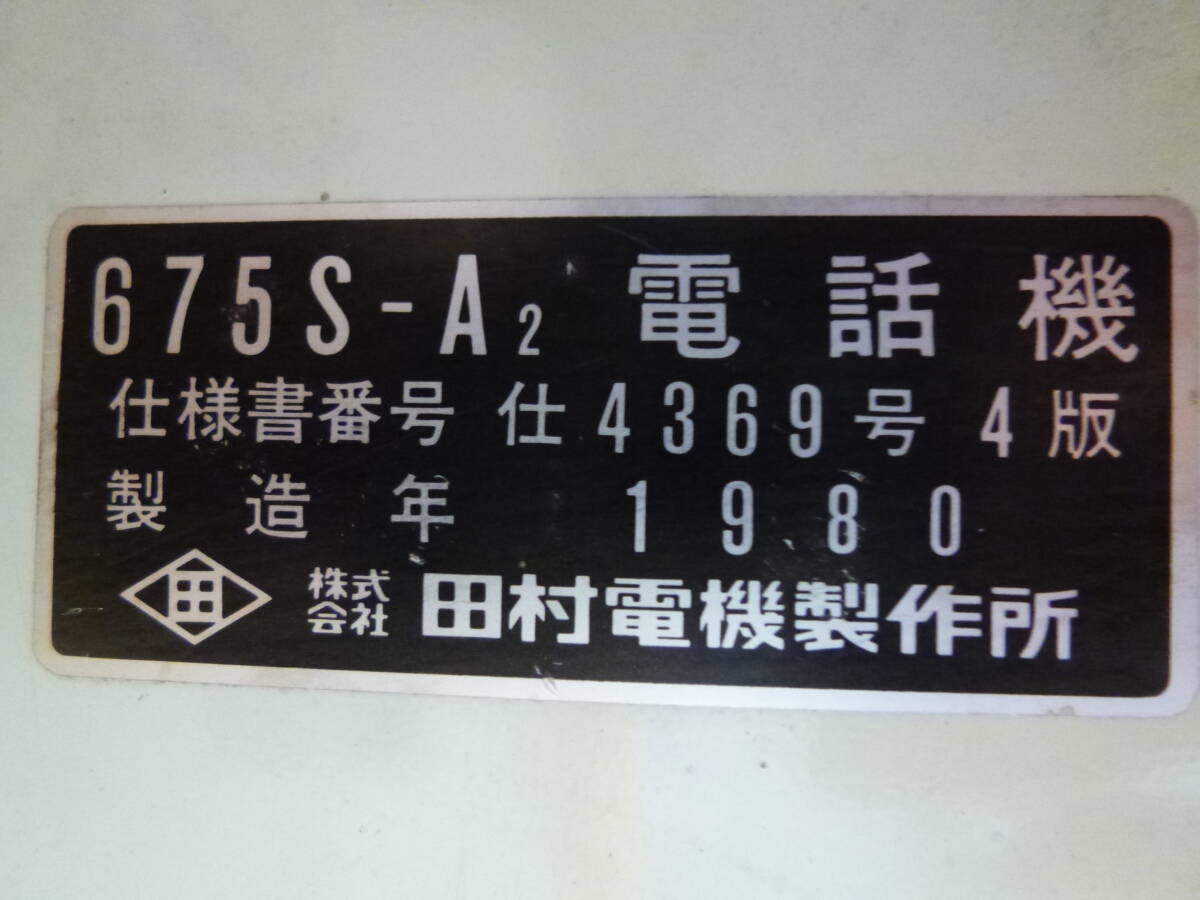 675S-A2 電話機
仕様書番号 仕4369号 4版
製造年 1980
田 株式会社 田村電機製作所